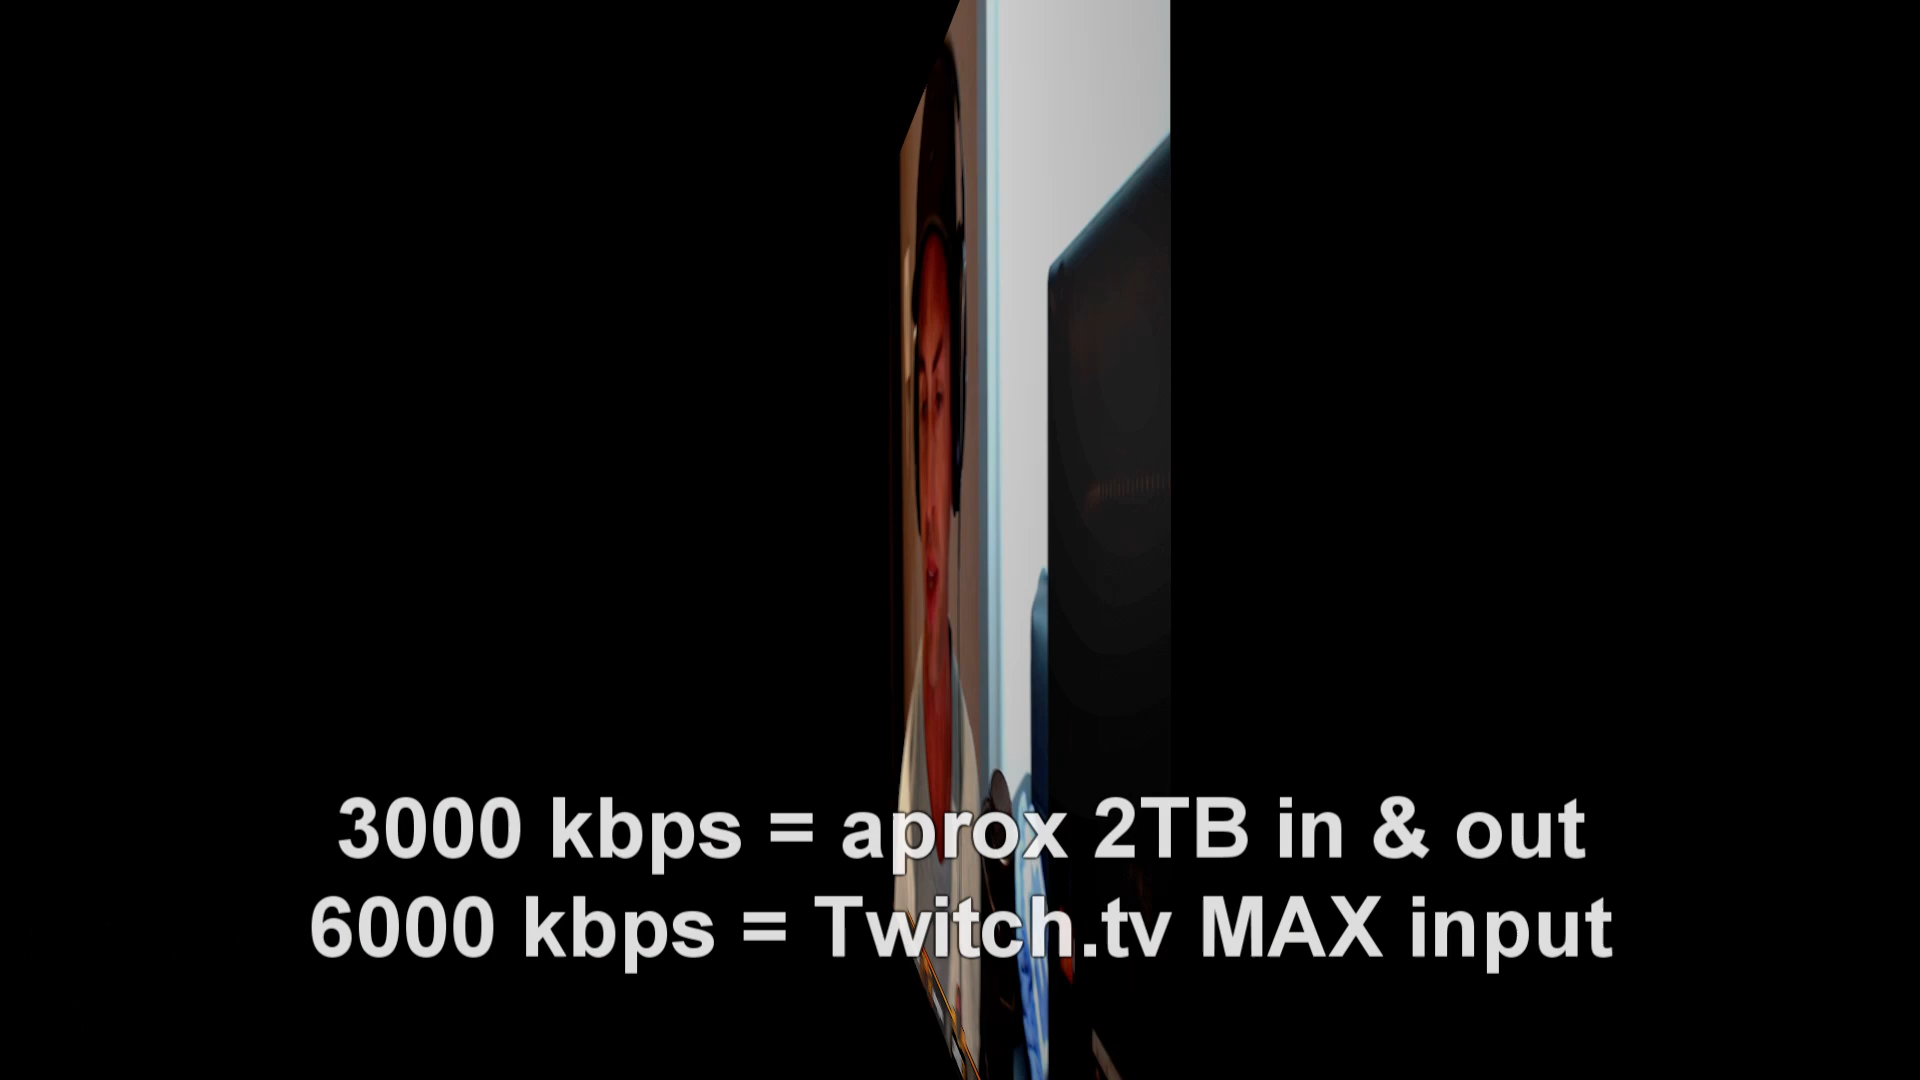 3000 kbps = aprox 2TB in & out
6000 kbps = Twitch.tv MAX input